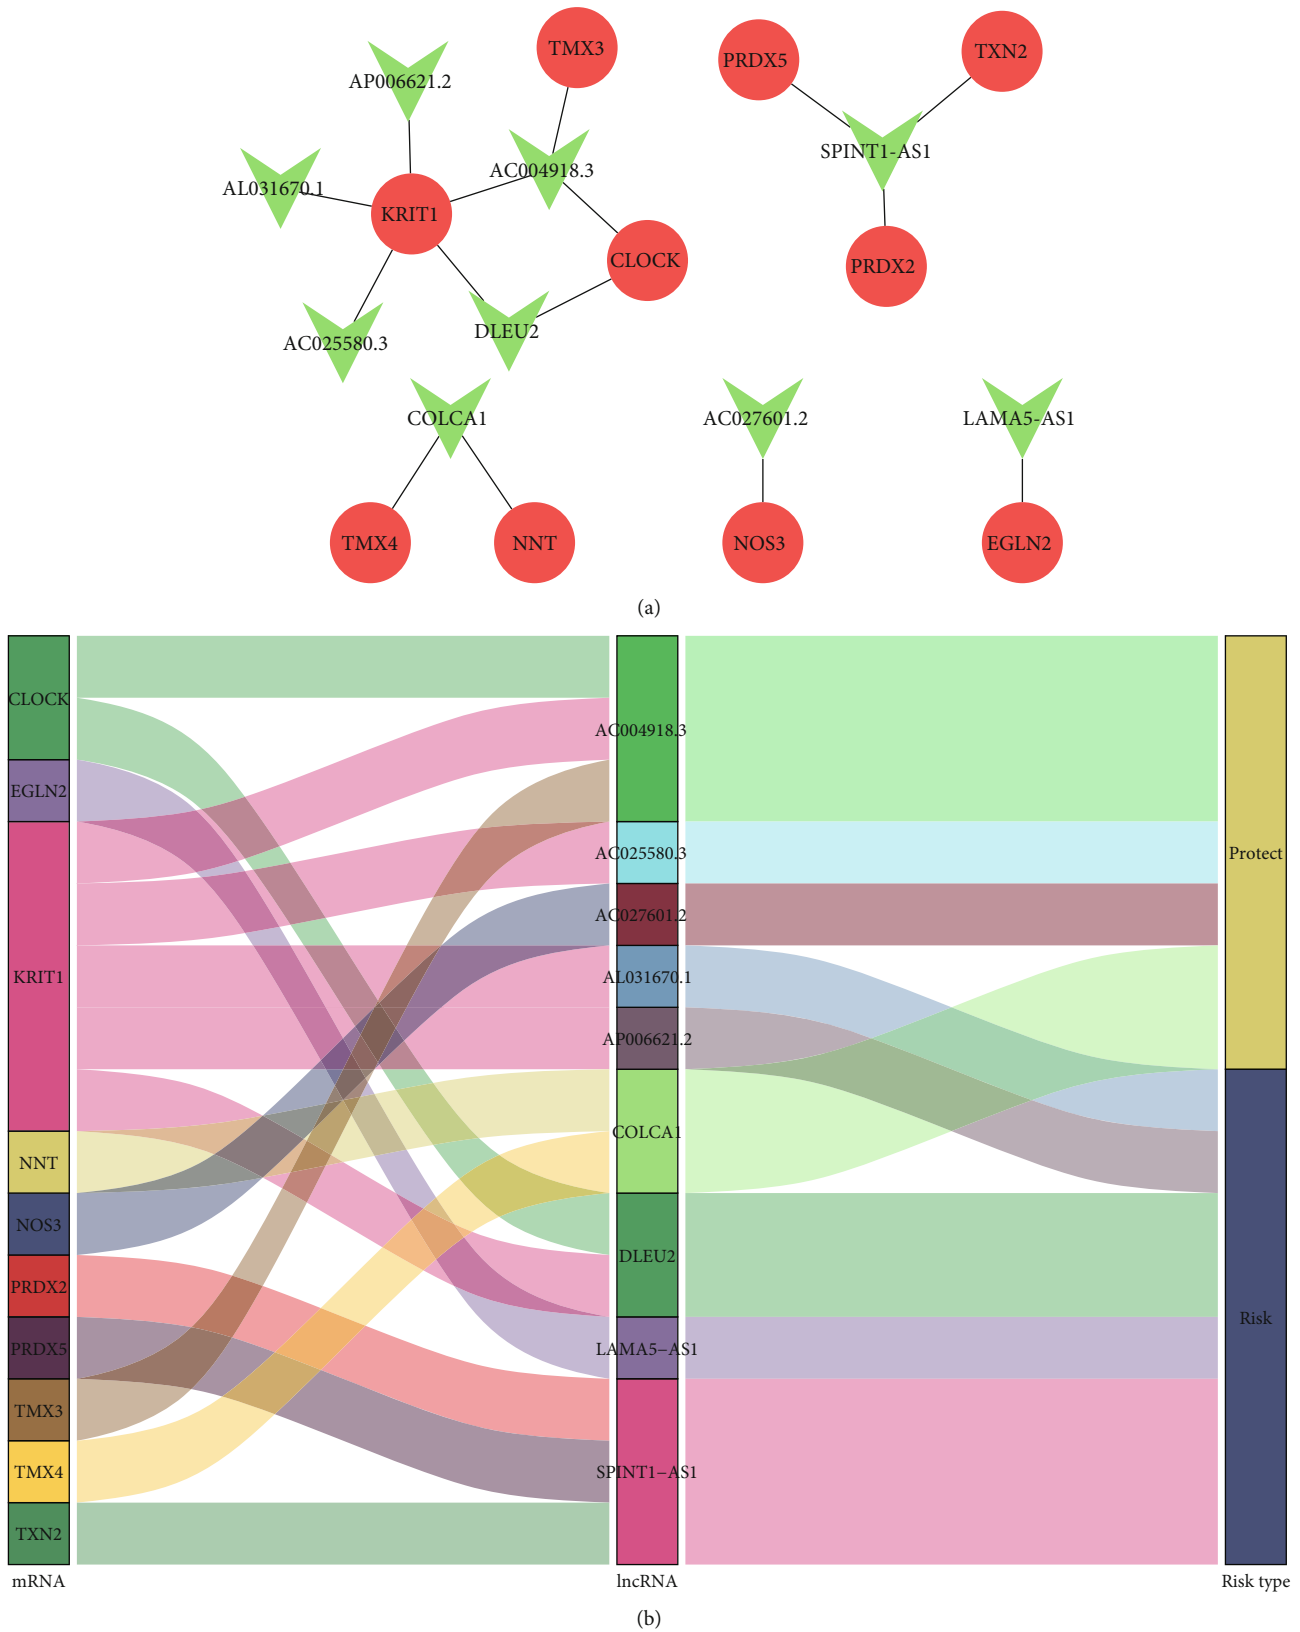 TMX3
PRDX5
TXN2
AP006621.2
SPINT1-AS1
AC004918.3
AL031670.1
KRIT1
CLOCK
PRDX2
DLEU2
AC025580.3
COLCA1
AC027601.2
LAMA5-AS1
TMX4
NNT
NOS3
EGLN2
(a)
CLOCK
EGLN2
KRIT1
NNT
NOS3
PRDX2
PRDX5
TMX3
TMX4
TXN2
mRNA
AC004918.3
AC025580.3
AC027601.2
AL031670.1
AP006621.2
COLCA1
DLEU2
LAMA5−AS1
SPINT1−AS1
lncRNA
Protect
Risk
Risk type
(b)